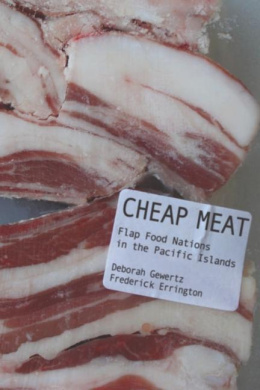 CHEAP MEAT
Flap Food Nations
in the Pacific Islands
Deborah Gewertz
Frederick Errington